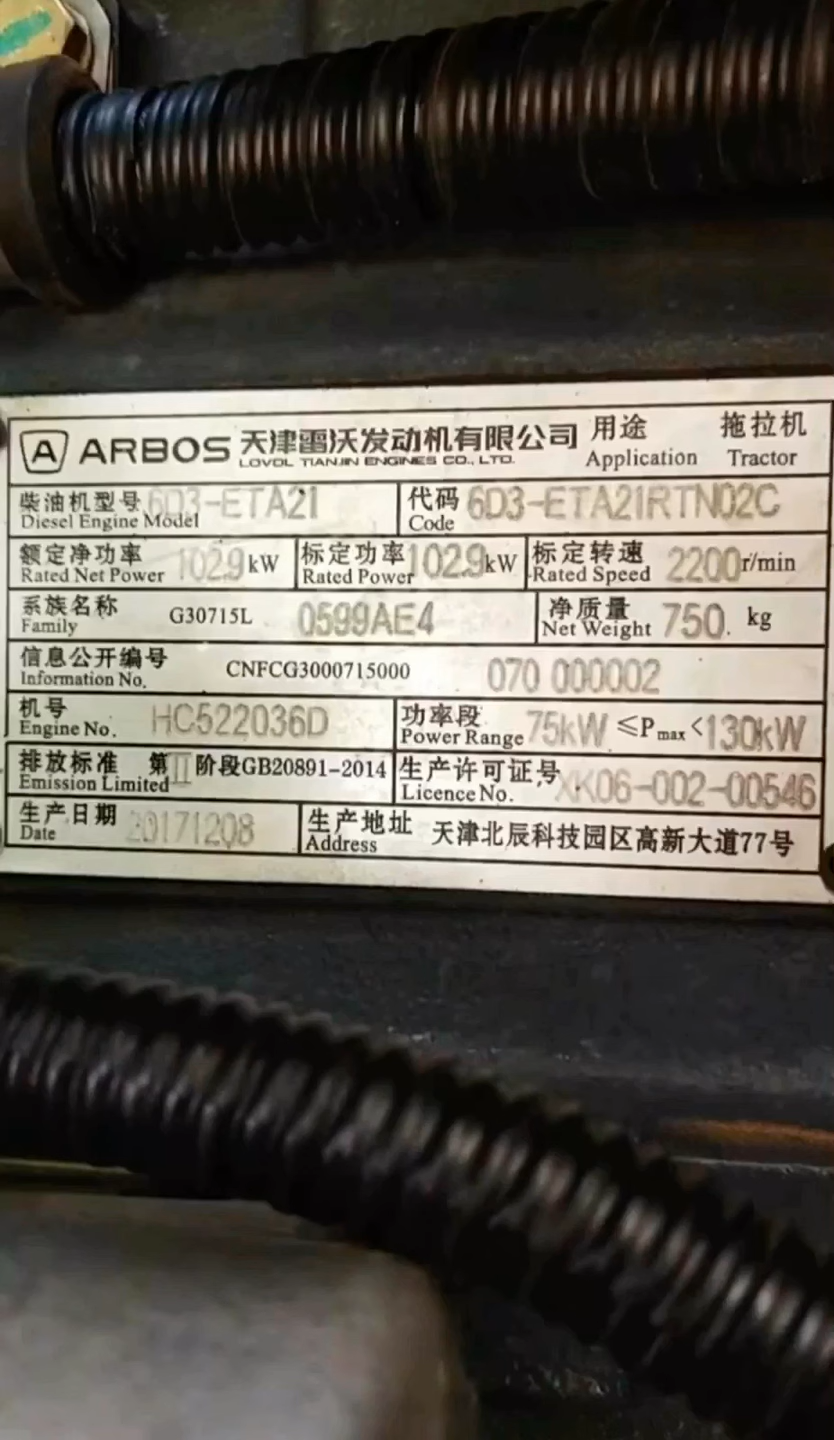 A ARBOS 天津雷沃发动机有限公司 用途 拖拉机
LOVOL TIANJIN ENGINES CO., LTD. Application Tractor
柴油机型号 6D3-ETA21 代码 6D3-ETA21RTN02C
Diesel Engine Model Code
额定净功率 102.9 kW 标定功率 102.9 kW 标定转速 2200 r/min
Rated Net Power Rated Power Rated Speed
系族名称 G30715L 0599AE4 净质量 750. kg
Family Net Weight
信息公开编号 CNFCG3000715000 070 000002
Information No.
机号 HC522036D 功率段 75kW ≤Pmax<130kW
Engine No. Power Range
排放标准 第 阶段GB20891-2014 生产许可证号 XK06-002-00546
Emission Limited Licence No.
生产日期 20171208 生产地址 天津北辰科技园区高新大道77号
Date Address